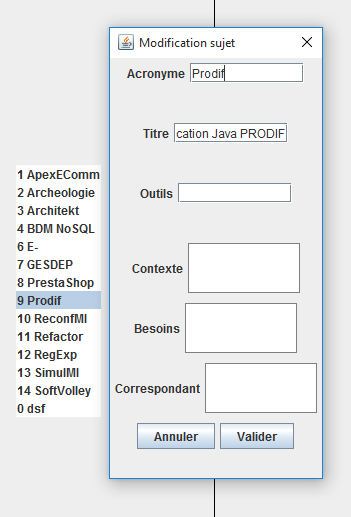 1 ApexEComm
2 Archeologie
3 Architekt
4 BDM NoSQL
6 E-
7 GESDEP
8 PrestaShop
9 Prodif
10 ReconfMI
11 Refactor
12 RegExp
13 SimulMI
14 SoftVolley
0 dsf
Modification sujet
Acronyme Prodif
Titre cation Java PRODIF
Outils
Contexte
Besoins
Correspondant
Annuler Valider